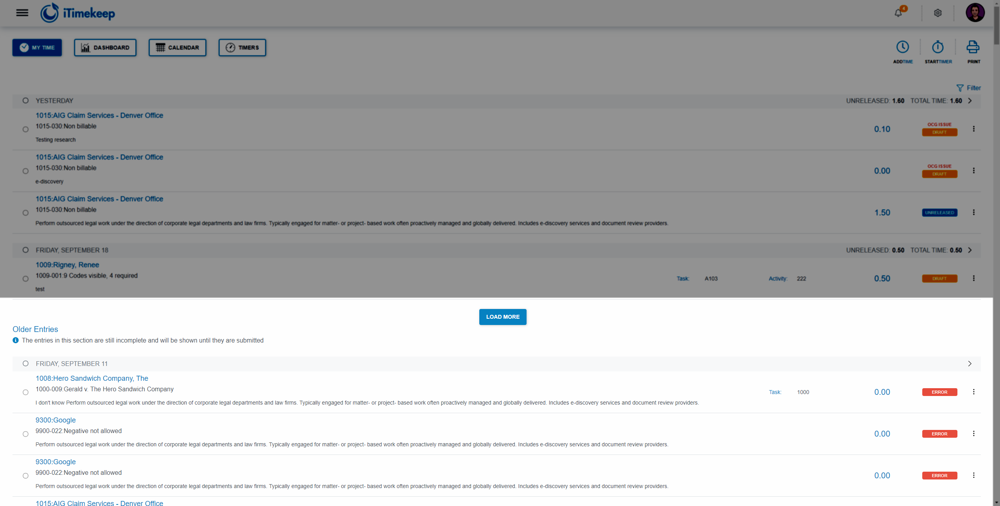 iTimekeep
4
MY TIME
DASHBOARD
CALENDAR
TIMERS
ADDTIME
STARTTIMER
PRINT
Filter
YESTERDAY
UNRELEASED: 1.60 TOTAL TIME: 1.60
1015:AIG Claim Services - Denver Office
1015-030:Non billable
Testing research
0.10
OCG ISSUE
DRAFT
1015:AIG Claim Services - Denver Office
1015-030:Non billable
e-discovery
0.00
OCG ISSUE
DRAFT
1015:AIG Claim Services - Denver Office
1015-030:Non billable
Perform outsourced legal work under the direction of corporate legal departments and law firms. Typically engaged for matter- or project- based work often proactively managed and globally delivered. Includes e-discovery services and document review providers.
1.50
UNRELEASED
FRIDAY, SEPTEMBER 18
UNRELEASED: 0.50 TOTAL TIME: 0.50
1009:Rigney, Renee
1009-001:9 Codes visible, 4 required
test
Task: A103
Activity: 222
0.50
DRAFT
LOAD MORE
Older Entries
The entries in this section are still incomplete and will be shown until they are submitted
FRIDAY, SEPTEMBER 11
1008:Hero Sandwich Company, The
1000-009:Gerald v. The Hero Sandwich Company
I don't know Perform outsourced legal work under the direction of corporate legal departments and law firms. Typically engaged for matter- or project- based work often proactively managed and globally delivered. Includes e-discovery services and document review providers.
Task: 1000
0.00
ERROR
9300:Google
9900-022:Negative not allowed
Perform outsourced legal work under the direction of corporate legal departments and law firms. Typically engaged for matter- or project- based work often proactively managed and globally delivered. Includes e-discovery services and document review providers.
0.00
ERROR
9300:Google
9900-022:Negative not allowed
Perform outsourced legal work under the direction of corporate legal departments and law firms. Typically engaged for matter- or project- based work often proactively managed and globally delivered. Includes e-discovery services and document review providers.
0.00
ERROR
1015:AIG Claim Services - Denver Office